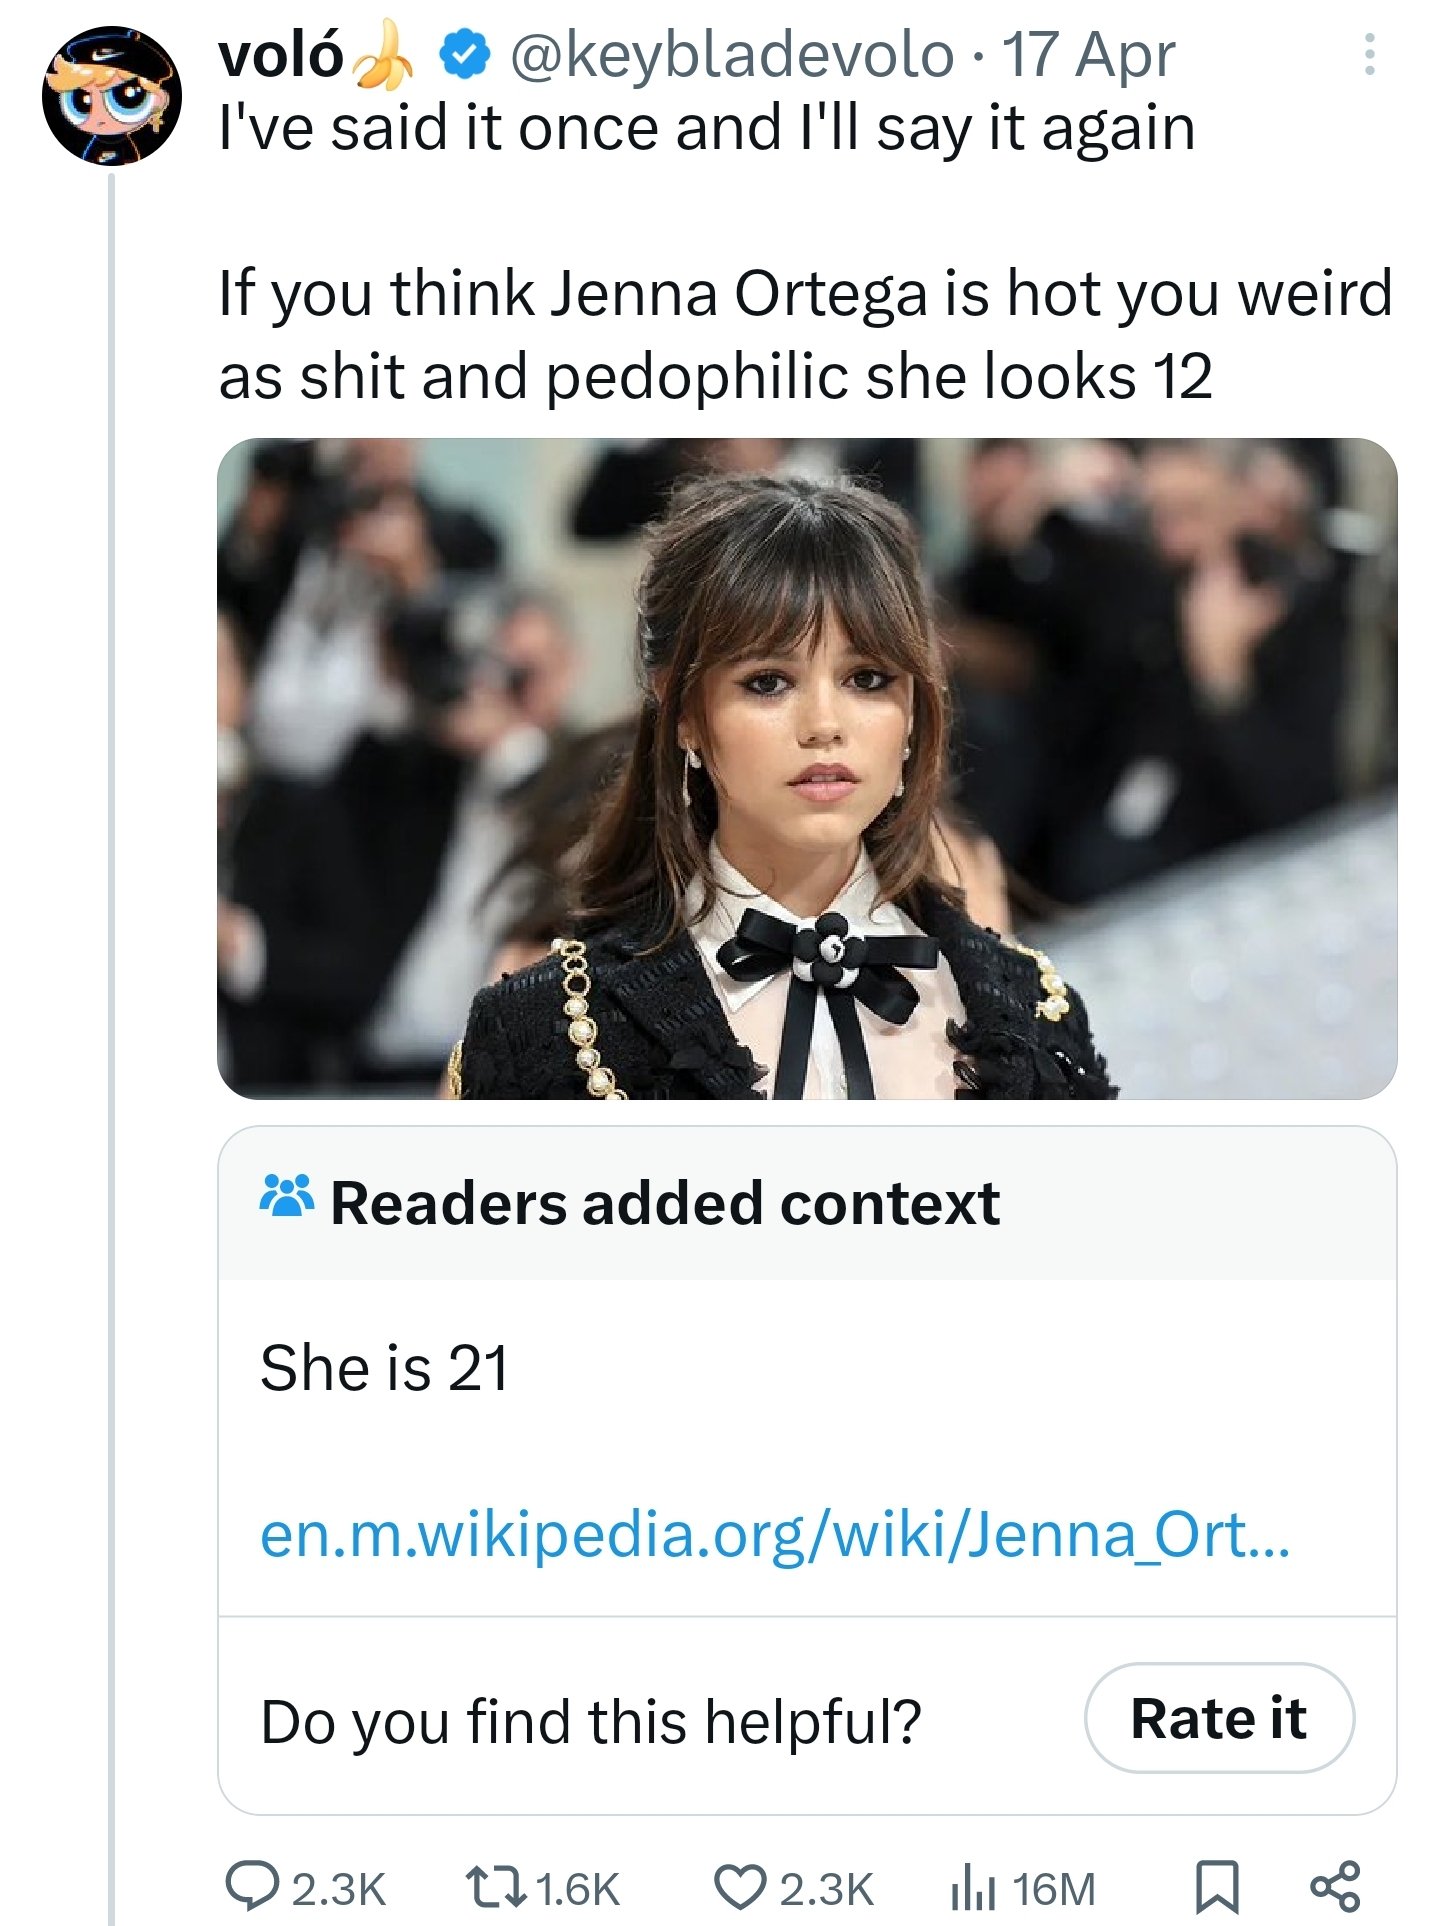 voló🍌 @keybladevolo · 17 Apr
I've said it once and I'll say it again
If you think Jenna Ortega is hot you weird
as shit and pedophilic she looks 12
Readers added context
She is 21
en.m.wikipedia.org/wiki/Jenna_Ort...
Do you find this helpful?
Rate it
2.3K 1.6K 2.3K 16M